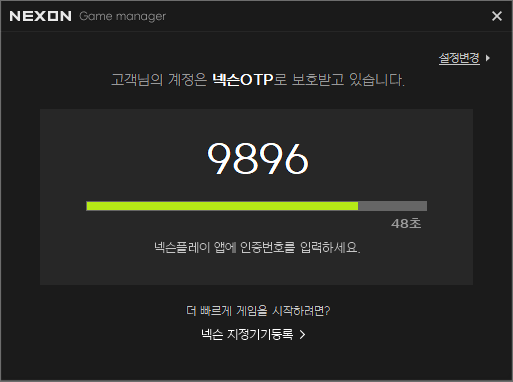 NEXON Game manager
설정변경
고객님의 계정은 넥슨OTP로 보호받고 있습니다.
9896
48초
넥슨플레이 앱에 인증번호를 입력하세요.
더 빠르게 게임을 시작하려면?
넥슨 지정기기등록 >